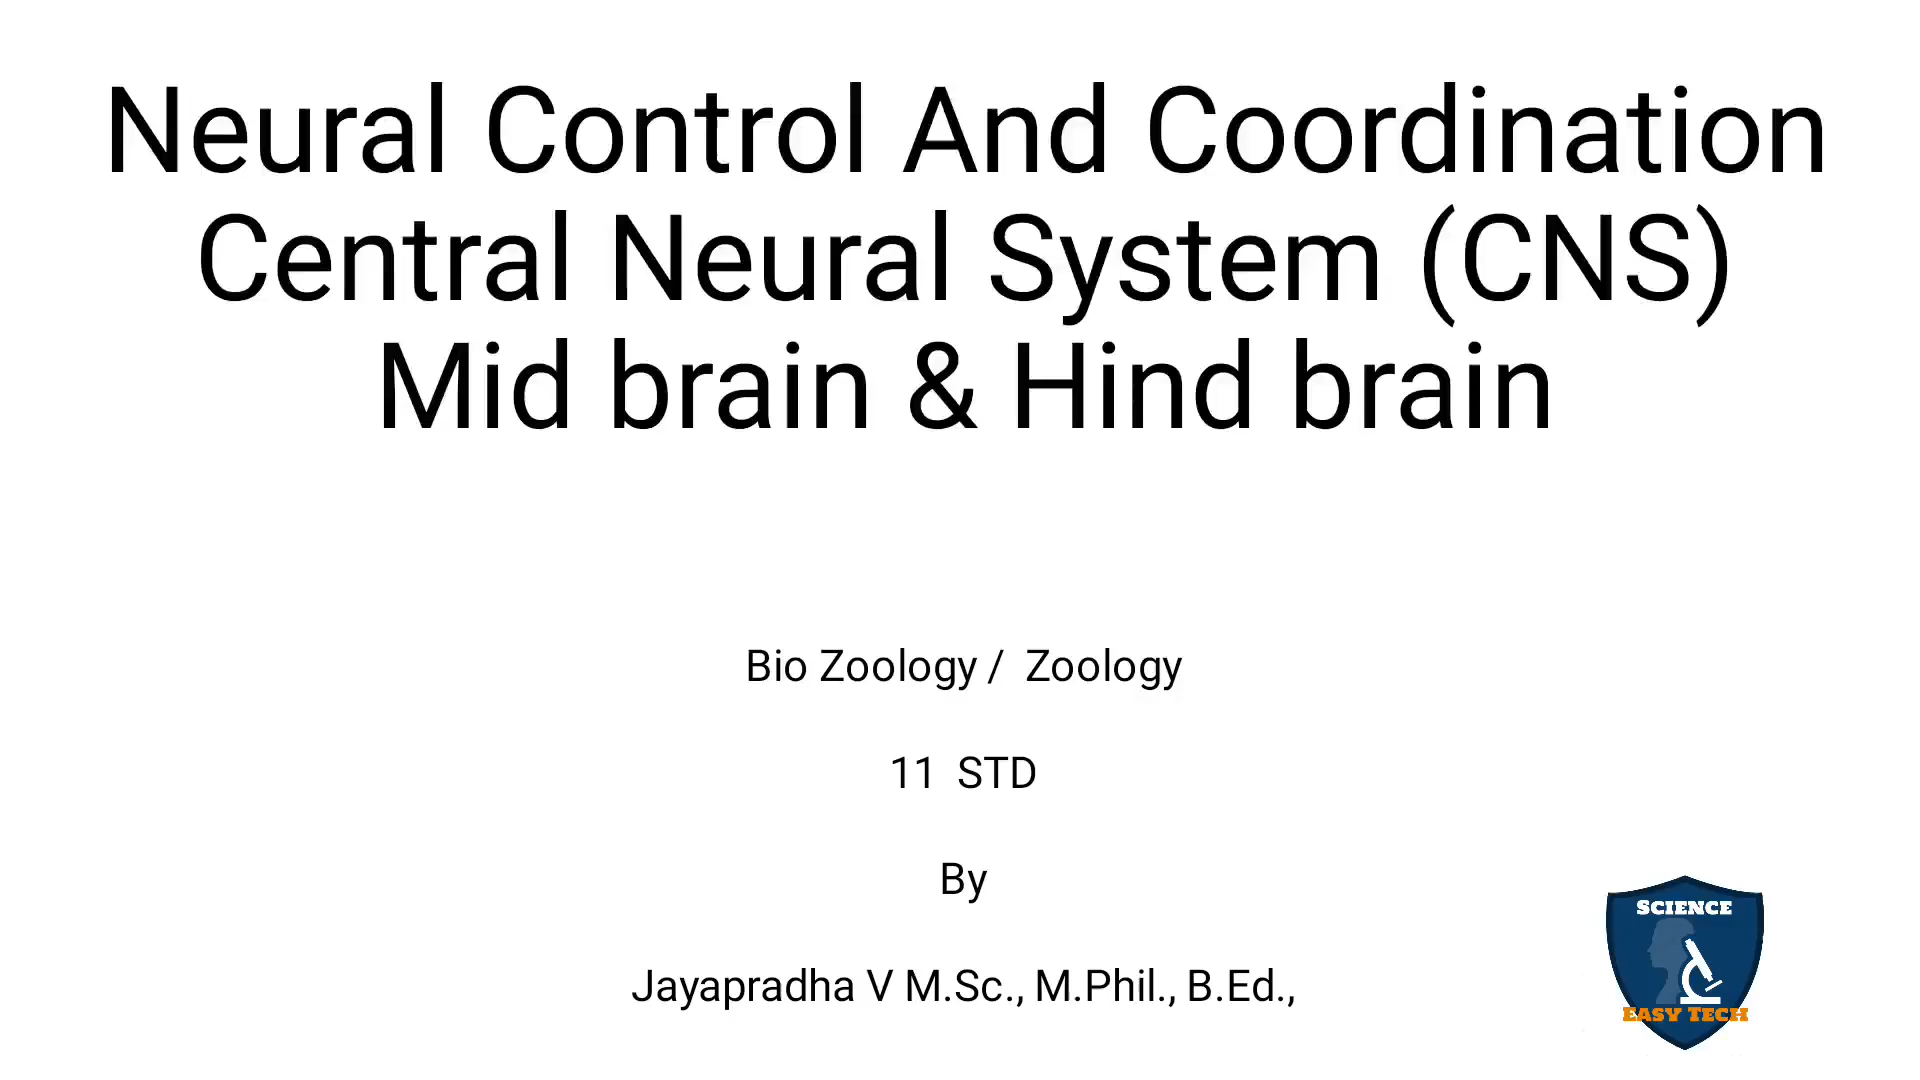 Neural Control And Coordination
Central Neural System (CNS)
Mid brain & Hind brain
Bio Zoology / Zoology
11 STD
By
Jayapradha V M.Sc., M.Phil., B.Ed.,
SCIENCE
EASY TECH